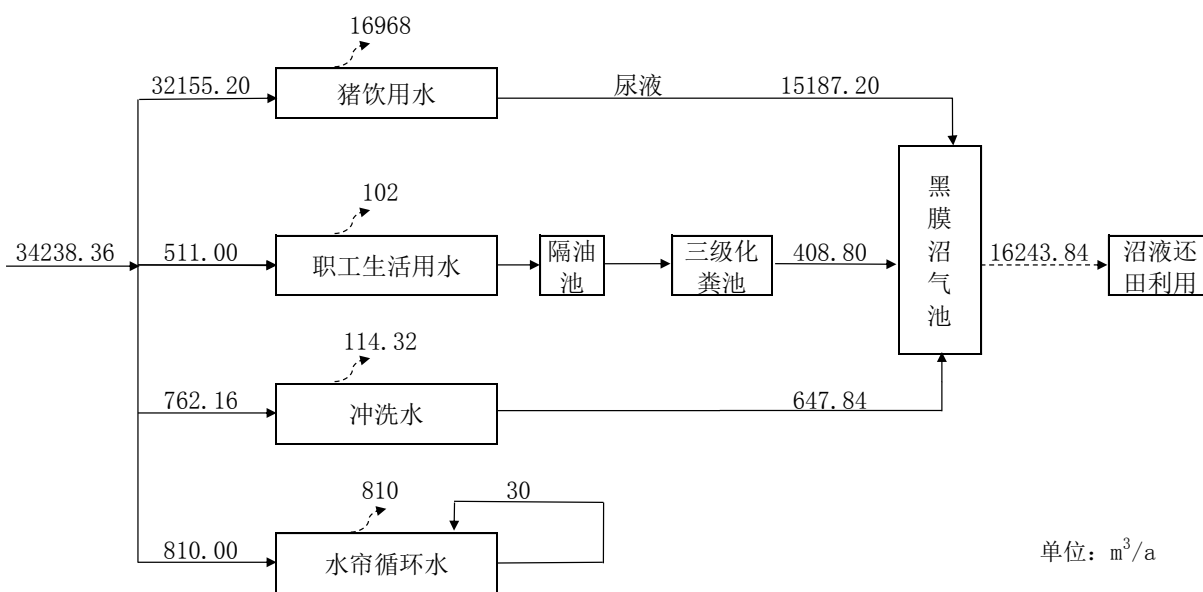 16968
32155.20
猪饮用水
尿液
15187.20
102
34238.36
511.00
职工生活用水
隔油
池
三级化
粪池
408.80
黑
膜
沼
气
池
16243.84
沼液还
田利用
114.32
762.16
冲洗水
647.84
810
30
810.00
水帘循环水
单位：m³/a